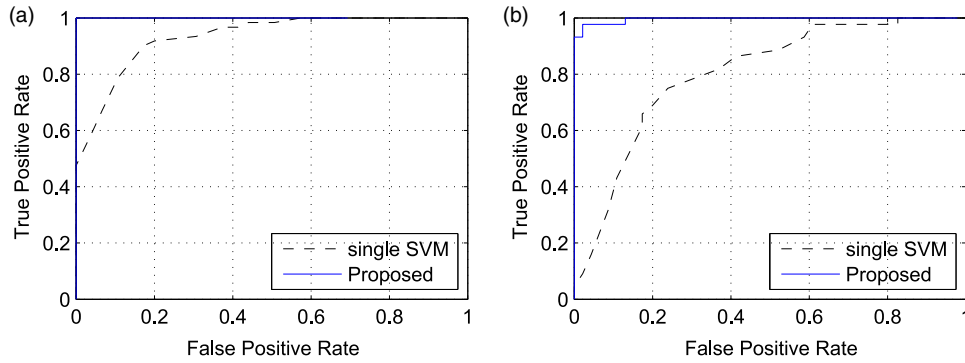 (a)
True Positive Rate
1
0.8
0.6
0.4
0.2
0
0 0.2 0.4 0.6 0.8 1
False Positive Rate
single SVM
Proposed
(b)
True Positive Rate
1
0.8
0.6
0.4
0.2
0
0 0.2 0.4 0.6 0.8 1
False Positive Rate
single SVM
Proposed